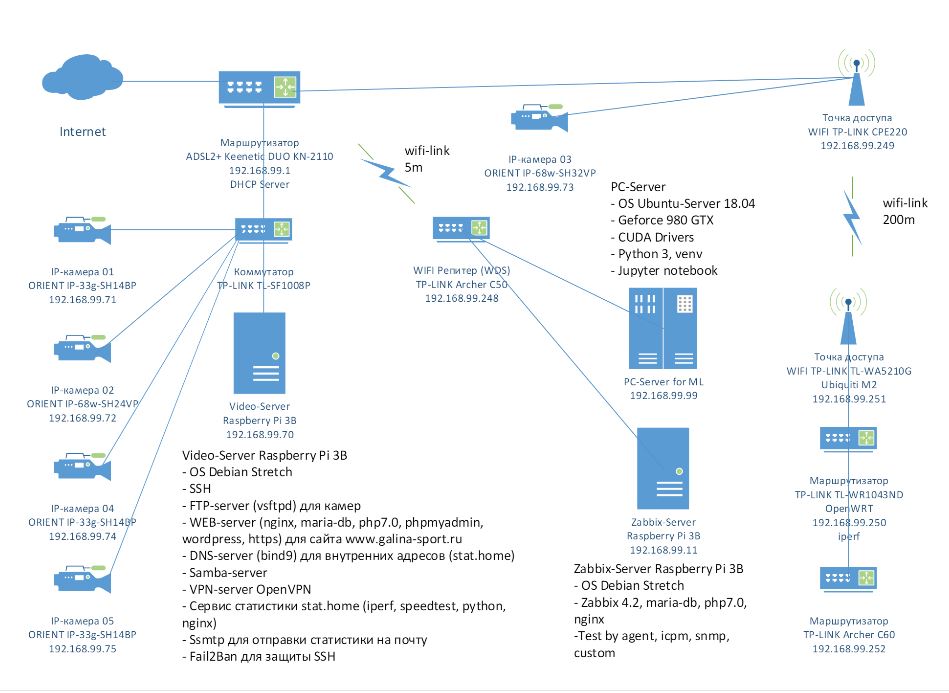 Internet
Маршрутизатор
ADSL2+ Keenetic DUO KN-2110
192.168.99.1
DHCP Server
wifi-link
5m
IP-камера 03
ORIENT IP-68w-SH32VP
192.168.99.73
Точка доступа
WIFI TP-LINK CPE220
192.168.99.249
wifi-link
200m
PC-Server
- OS Ubuntu-Server 18.04
- Geforce 980 GTX
- CUDA Drivers
- Python 3, venv
- Jupyter notebook
IP-камера 01
ORIENT IP-33g-SH14BP
192.168.99.71
Коммутатор
TP-LINK TL-SF1008P
WIFI Репитер (WDS)
TP-LINK Archer C50
192.168.99.248
IP-камера 02
ORIENT IP-68w-SH24VP
192.168.99.72
Video-Server
Raspberry Pi 3B
192.168.99.70
PC-Server for ML
192.168.99.99
Точка доступа
WIFI TP-LINK TL-WA5210G
Ubiquiti M2
192.168.99.251
IP-камера 04
ORIENT IP-33g-SH14BP
192.168.99.74
Video-Server Raspberry Pi 3B
- OS Debian Stretch
- SSH
- FTP-server (vsftpd) для камер
- WEB-server (nginx, maria-db, php7.0, phpmyadmin,
wordpress, https) для сайта www.galina-sport.ru
- DNS-server (bind9) для внутренних адресов (stat.home)
- Samba-server
- VPN-server OpenVPN
- Сервис статистики stat.home (iperf, speedtest, python,
nginx)
- Ssmtp для отправки статистики на почту
- Fail2Ban для защиты SSH
Zabbix-Server
Raspberry Pi 3B
192.168.99.11
Zabbix-Server Raspberry Pi 3B
- OS Debian Stretch
- Zabbix 4.2, maria-db, php7.0,
nginx
-Test by agent, icpm, snmp,
custom
Маршрутизатор
TP-LINK TL-WR1043ND
OpenWRT
192.168.99.250
iperf
IP-камера 05
ORIENT IP-33g-SH14BP
192.168.99.75
Маршрутизатор
TP-LINK Archer C60
192.168.99.252